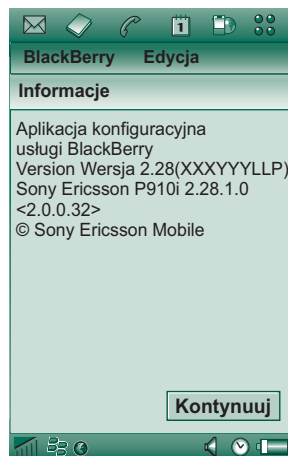 1
BlackBerry Edycja
Informacje
Aplikacja konfiguracyjna
usługi BlackBerry
Version Wersja 2.28(XXXYYYLLP)
Sony Ericsson P910i 2.28.1.0
<2.0.0.32>
© Sony Ericsson Mobile
Kontynuuj